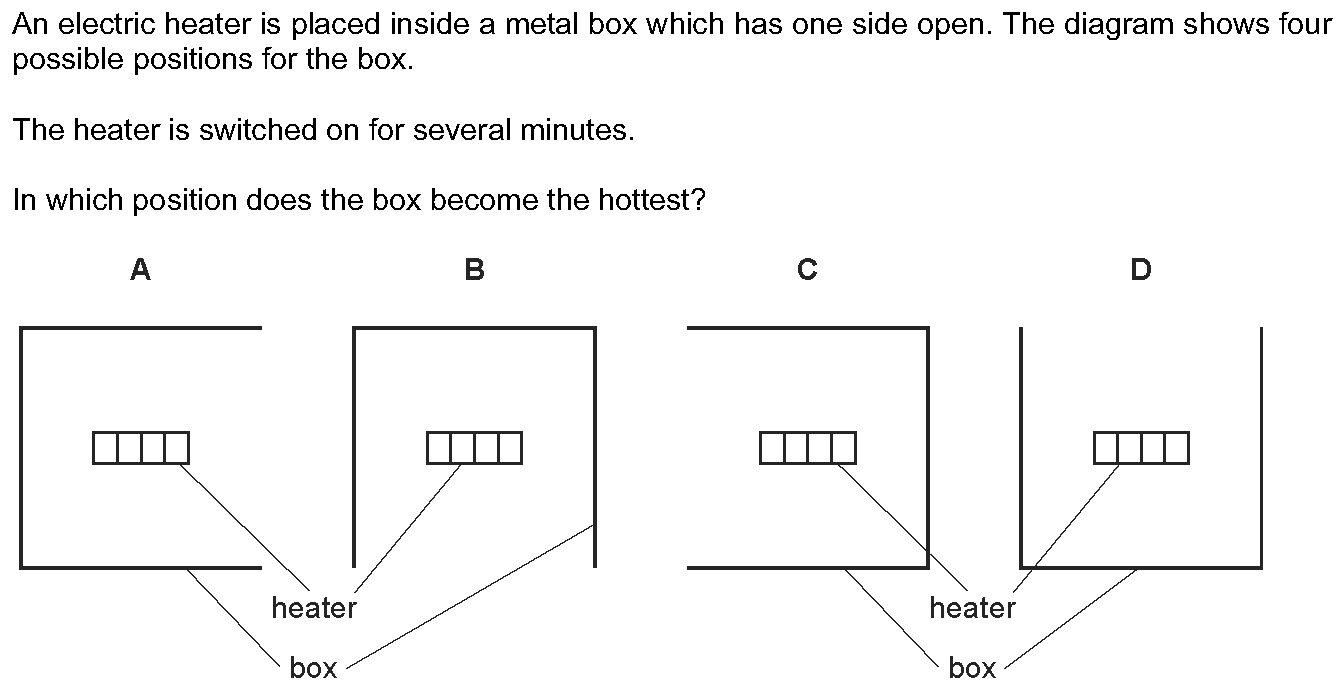 An electric heater is placed inside a metal box which has one side open. The diagram shows four
possible positions for the box.
The heater is switched on for several minutes.
In which position does the box become the hottest?
A B C D
heater heater
box box